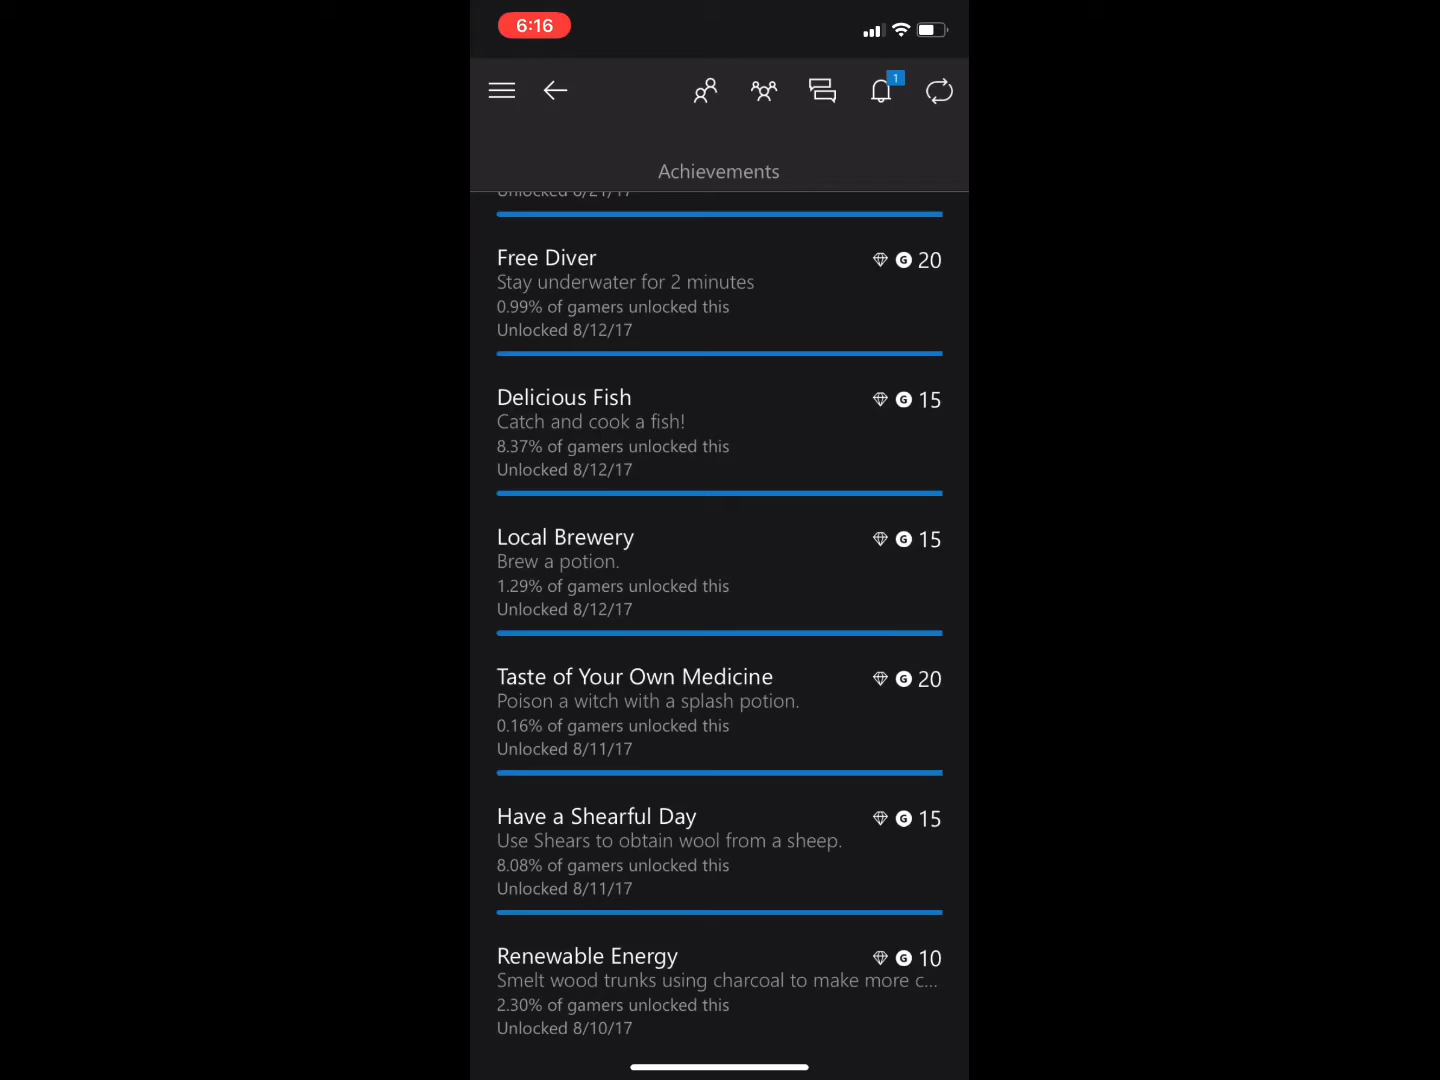 6:16
1
Achievements
Unlocked 8/21/17
Free Diver
G 20
Stay underwater for 2 minutes
0.99% of gamers unlocked this
Unlocked 8/12/17
Delicious Fish
G 15
Catch and cook a fish!
8.37% of gamers unlocked this
Unlocked 8/12/17
Local Brewery
G 15
Brew a potion.
1.29% of gamers unlocked this
Unlocked 8/12/17
Taste of Your Own Medicine
G 20
Poison a witch with a splash potion.
0.16% of gamers unlocked this
Unlocked 8/11/17
Have a Shearful Day
G 15
Use Shears to obtain wool from a sheep.
8.08% of gamers unlocked this
Unlocked 8/11/17
Renewable Energy
G 10
Smelt wood trunks using charcoal to make more c...
2.30% of gamers unlocked this
Unlocked 8/10/17